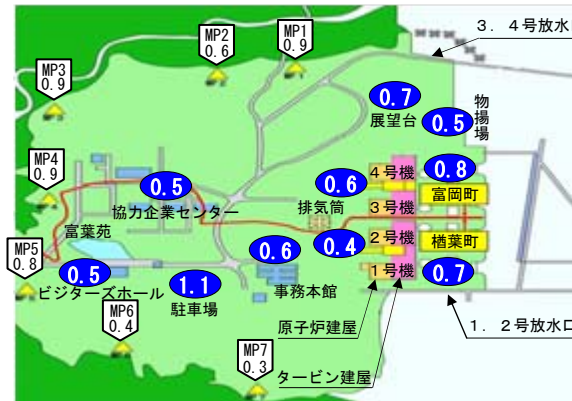 3．4号放水口
MP2
0.6
MP1
0.9
MP3
0.9
0.7
展望台
0.5
物揚場
MP4
0.9
0.5
協力企業センター
0.6
4号機
0.8
富岡町
排気筒
3号機
富葉苑
0.4
2号機
楢葉町
MP5
0.8
0.5
ビジターズホール
1.1
駐車場
0.6
事務本館
1号機
0.7
MP6
0.4
原子炉建屋
1．2号放水口
MP7
0.3
タービン建屋